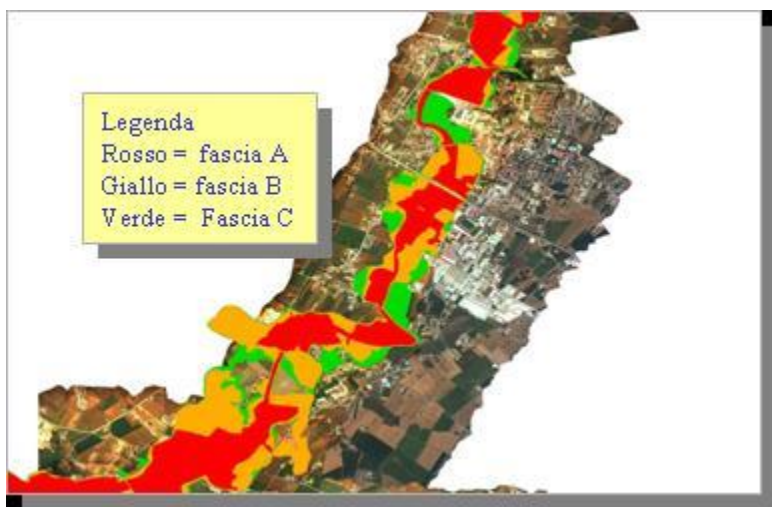 Legenda
Rosso = fascia A
Giallo = fascia B
Verde = Fascia C